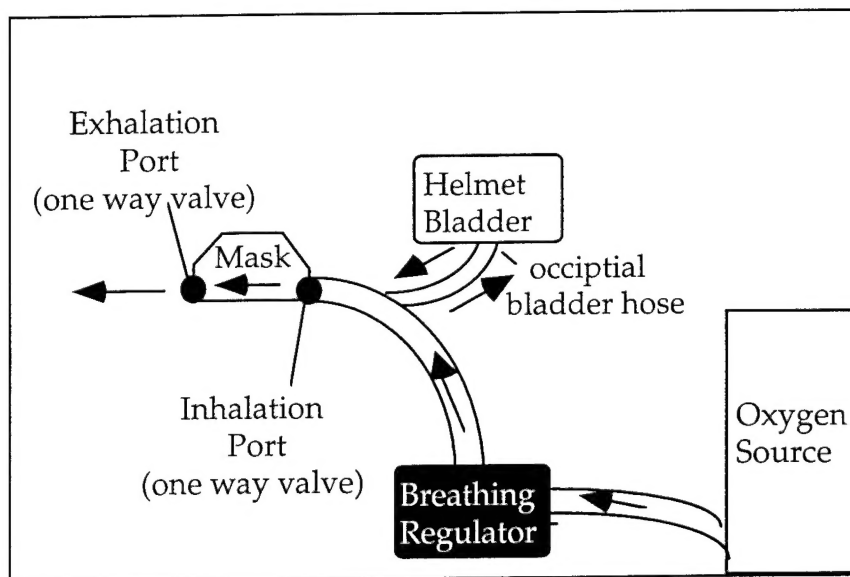 Exhalation
Port
(one way valve)
Helmet
Bladder
Mask
occiptial
bladder hose
Inhalation
Port
(one way valve)
Oxygen
Source
Breathing
Regulator